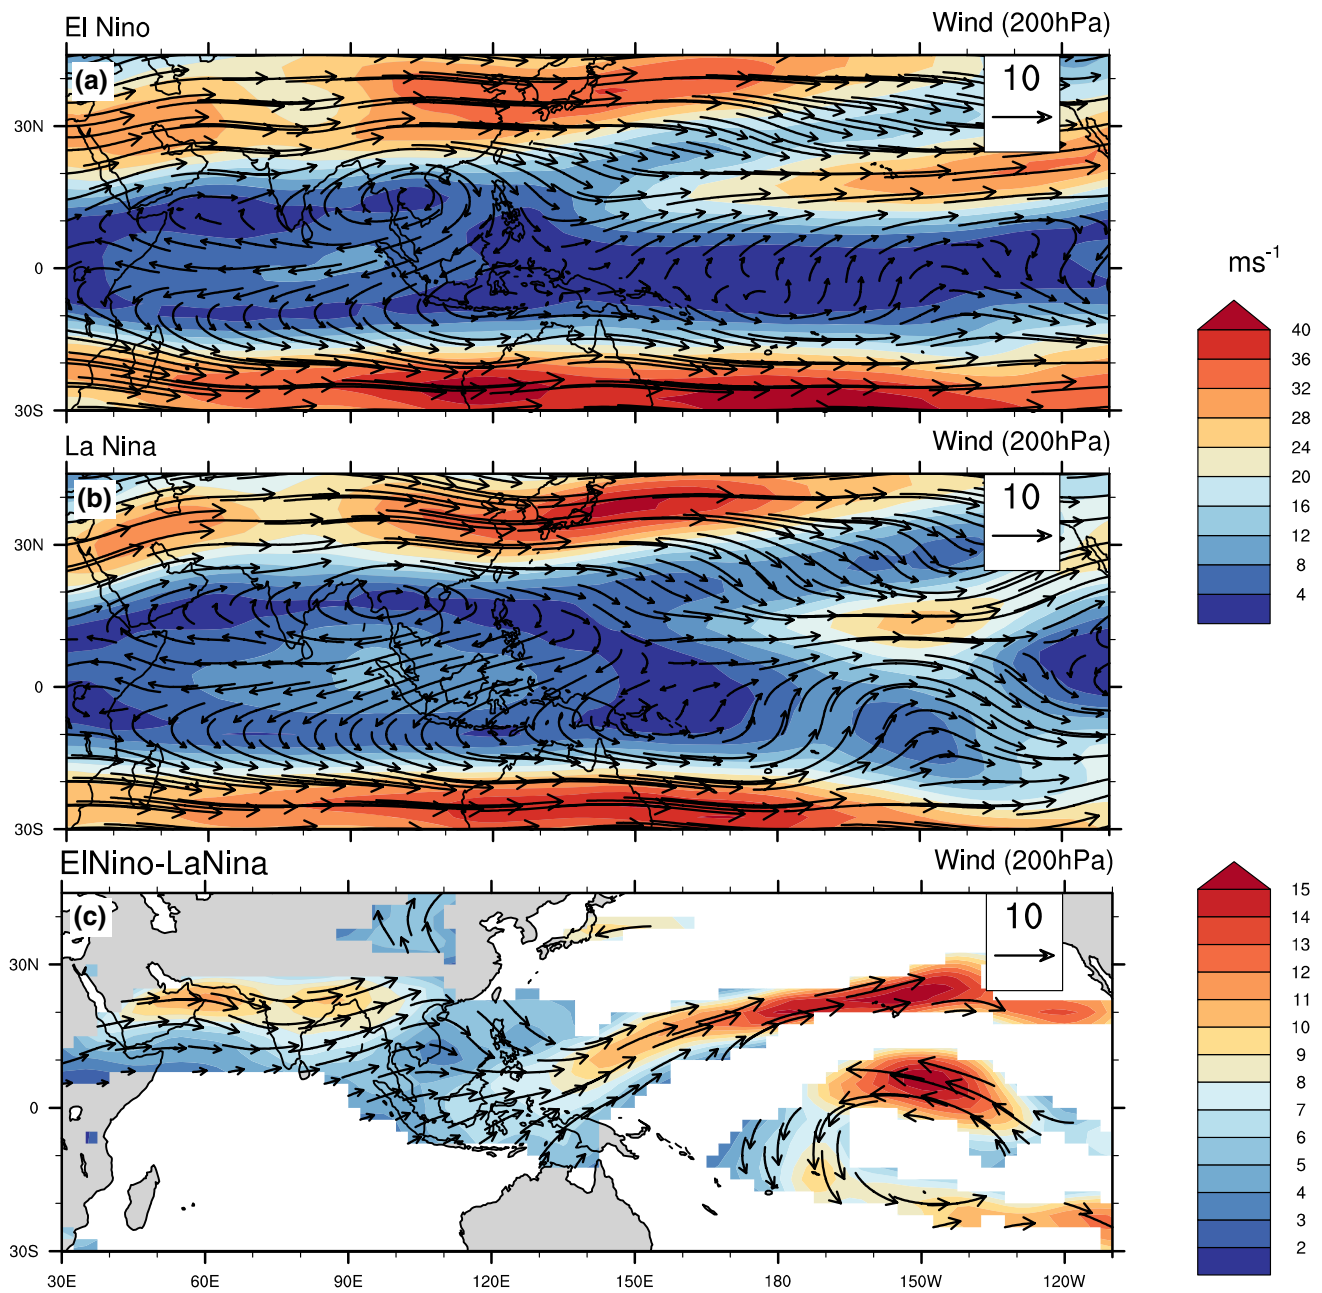 El Nino Wind (200hPa)
(a) 10
30N
0
30S
La Nina Wind (200hPa)
(b) 10
30N
0
30S
ms-1
40
36
32
28
24
20
16
12
8
4
ElNino-LaNina Wind (200hPa)
(c) 10
30N
0
30S
30E 60E 90E 120E 150E 180 150W 120W
15
14
13
12
11
10
9
8
7
6
5
4
3
2